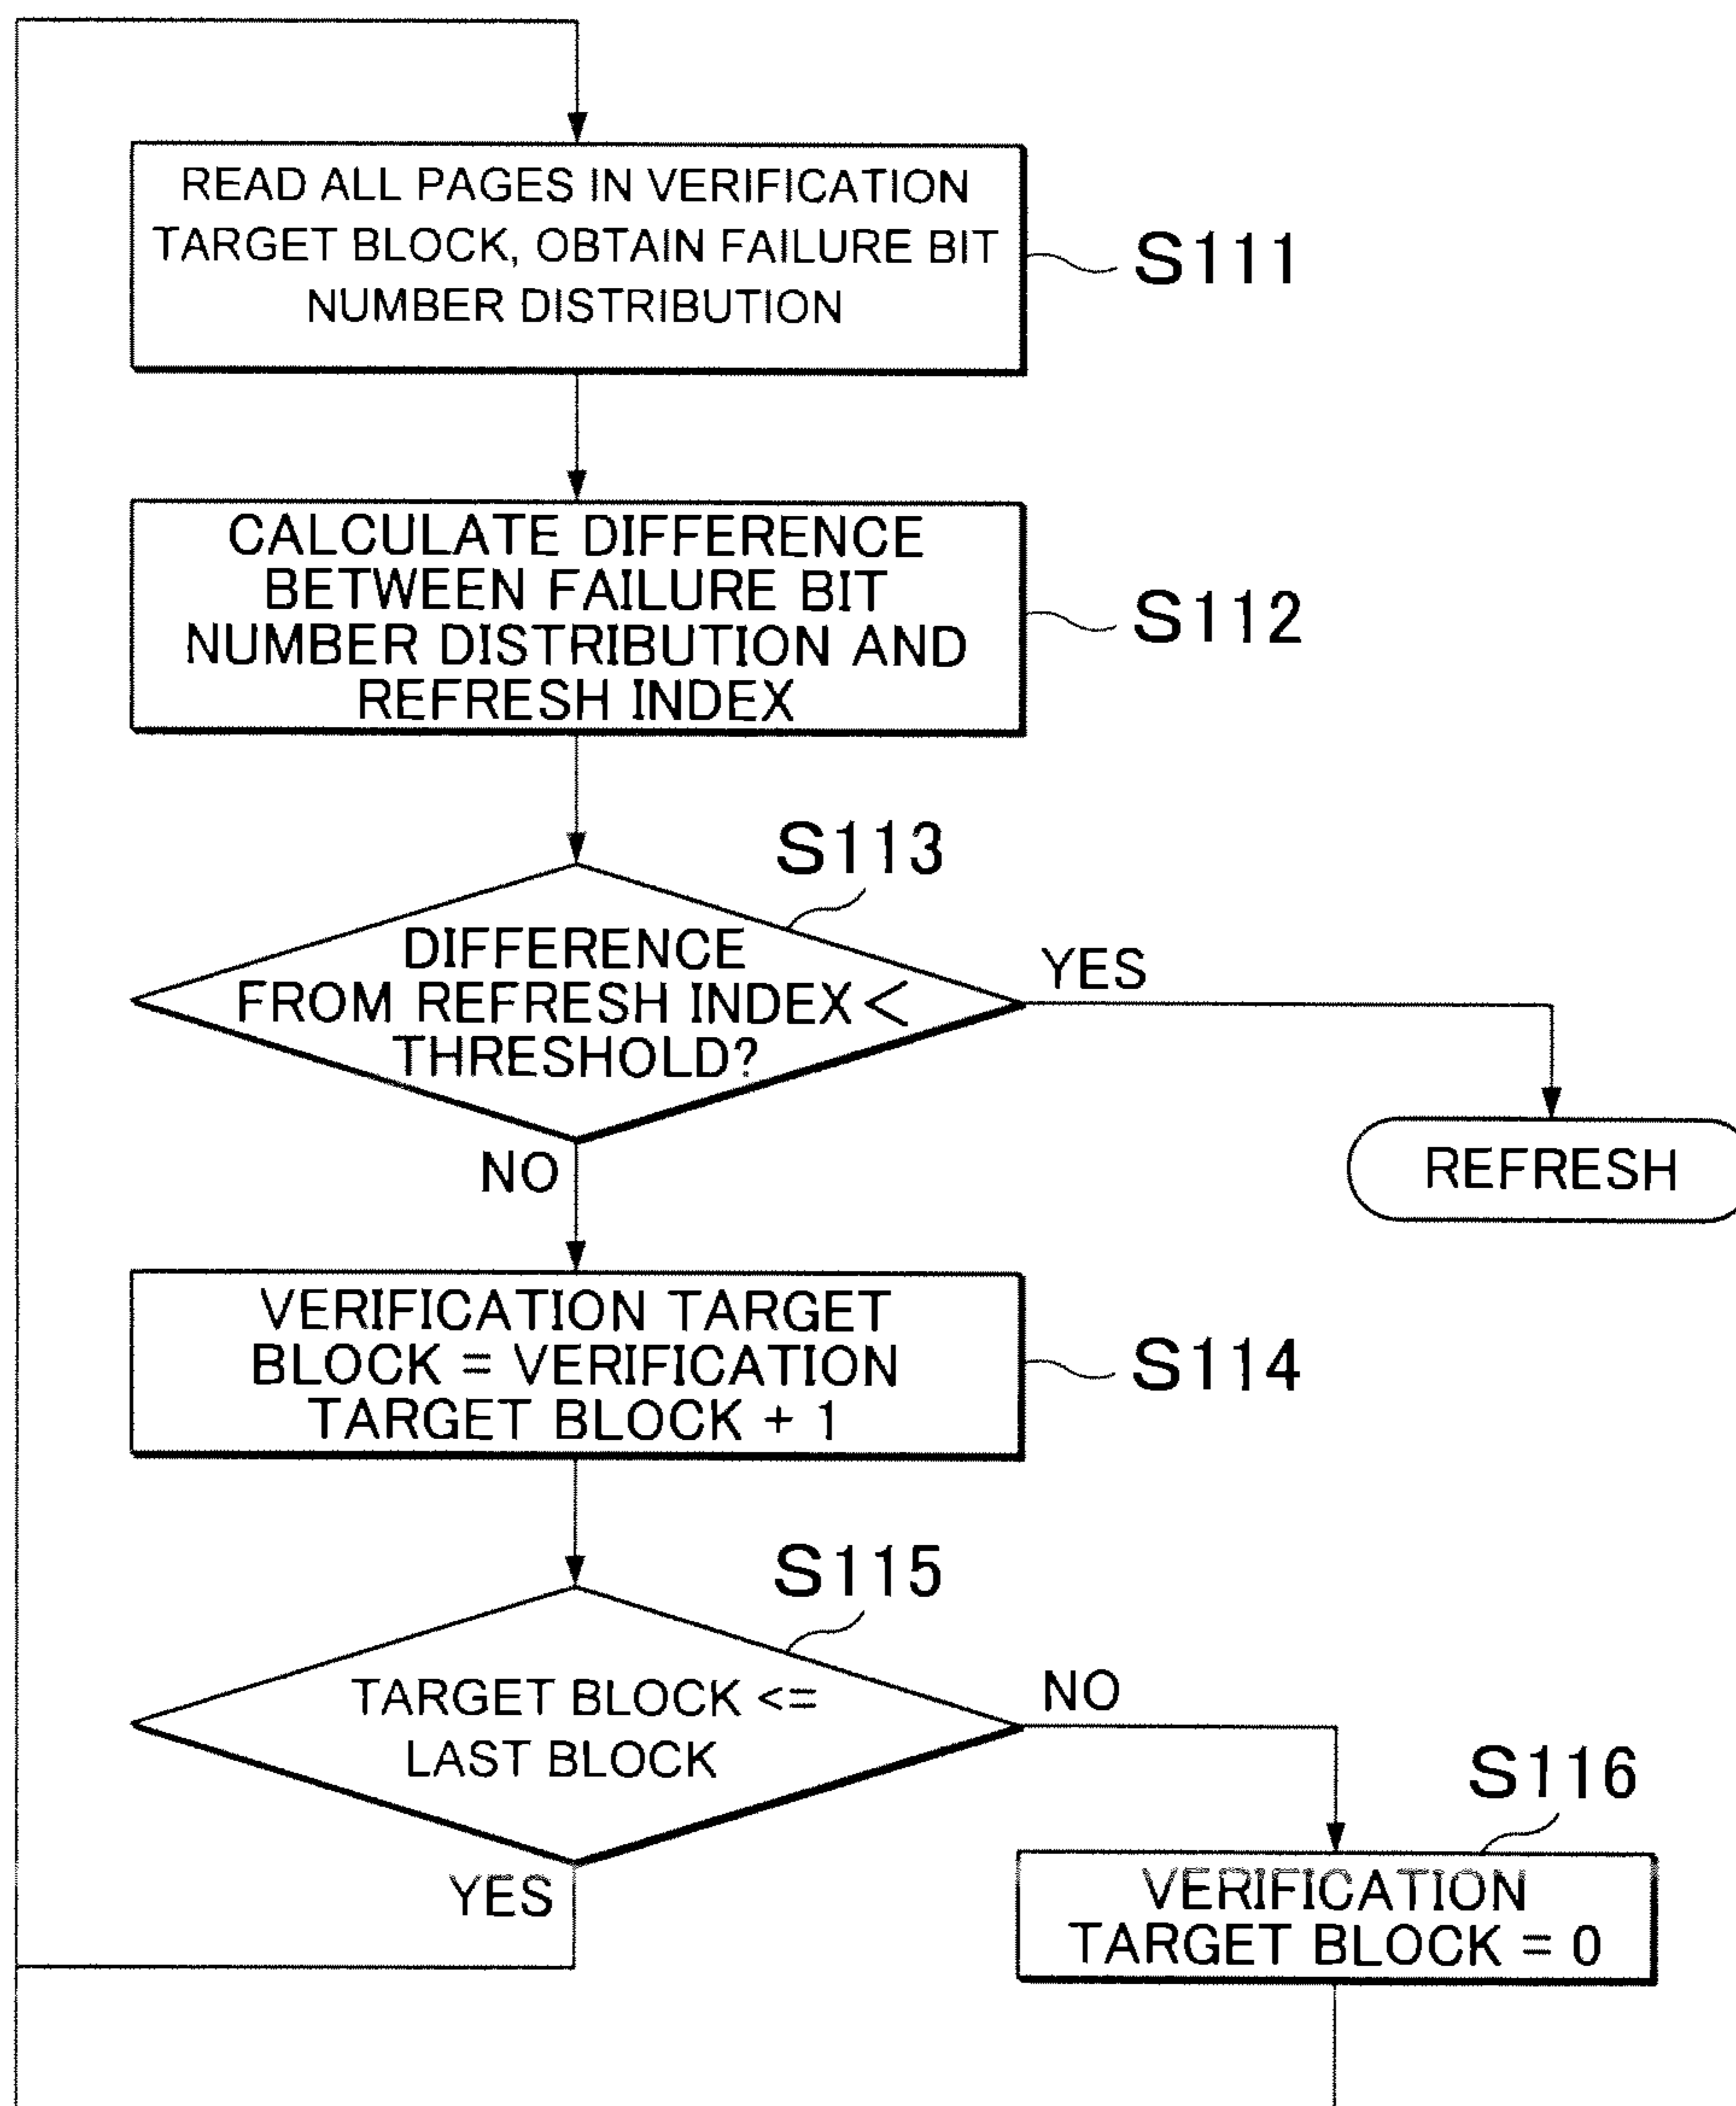 READ ALL PAGES IN VERIFICATION
TARGET BLOCK, OBTAIN FAILURE BIT
NUMBER DISTRIBUTION
S111
CALCULATE DIFFERENCE
BETWEEN FAILURE BIT
NUMBER DISTRIBUTION AND
REFRESH INDEX
S112
S113
DIFFERENCE
FROM REFRESH INDEX <
THRESHOLD?
YES
REFRESH
NO
VERIFICATION TARGET
BLOCK = VERIFICATION
TARGET BLOCK + 1
S114
S115
TARGET BLOCK <=
LAST BLOCK
NO
YES
S116
VERIFICATION
TARGET BLOCK = 0